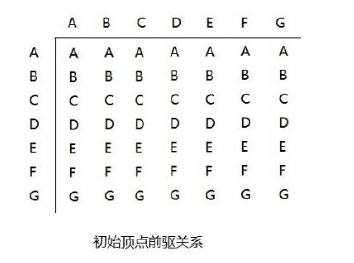 A B C D E F G
A A A A A A A A
B B B B B B B B
C C C C C C C C
D D D D D D D D
E E E E E E E E
F F F F F F F F
G G G G G G G G
初始顶点前驱关系